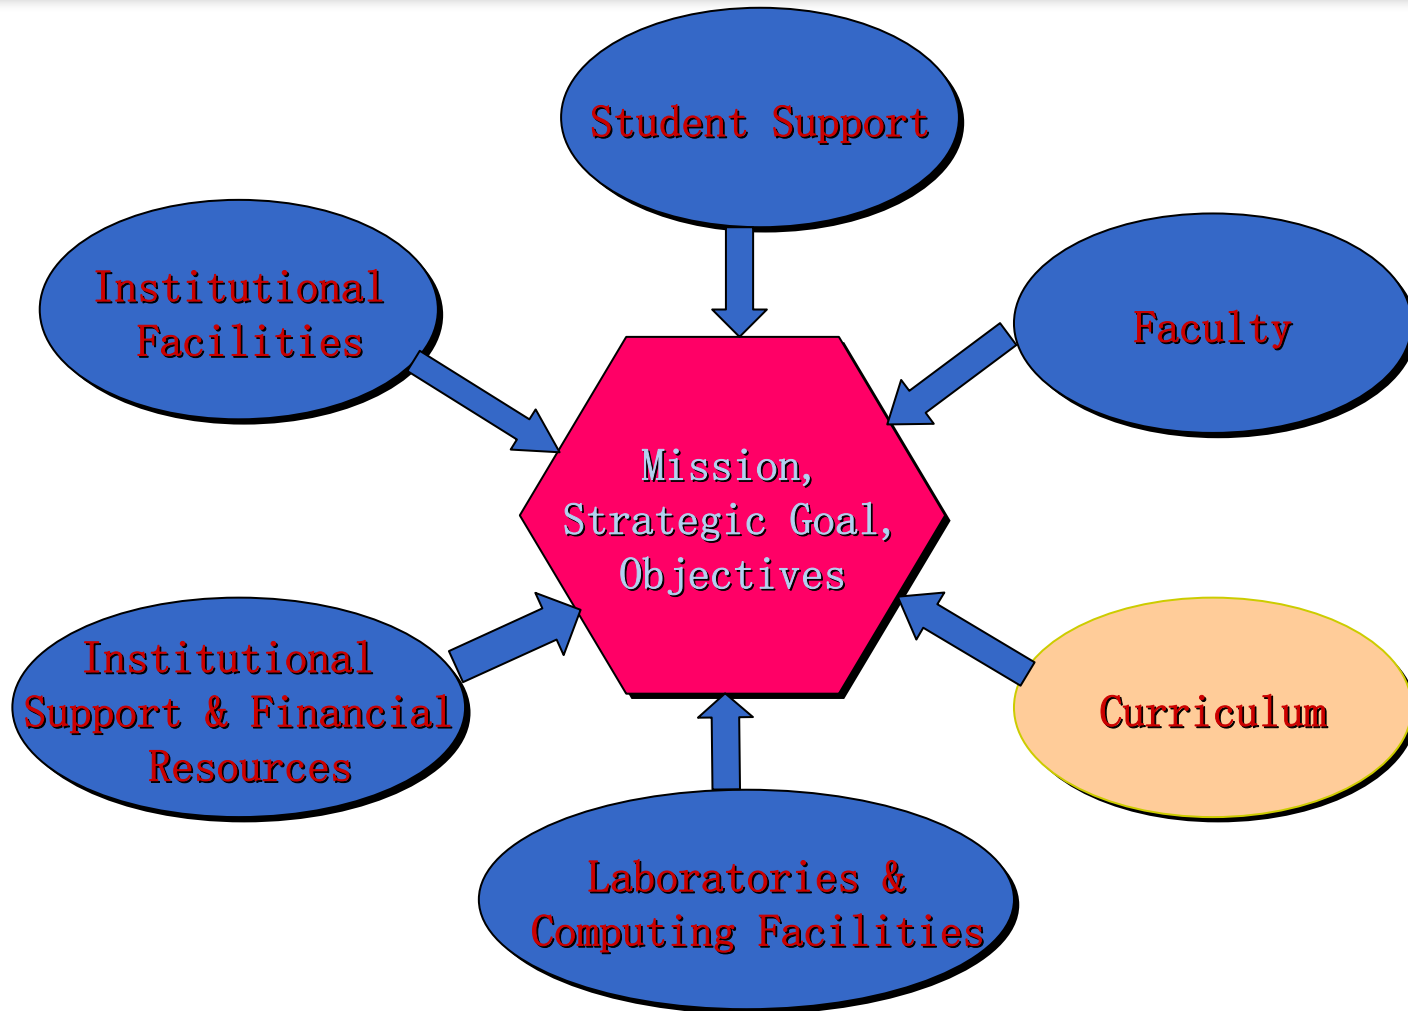 Student Support
Institutional
Facilities
Faculty
Mission,
Strategic Goal,
Objectives
Institutional
Support & Financial
Resources
Curriculum
Laboratories &
Computing Facilities